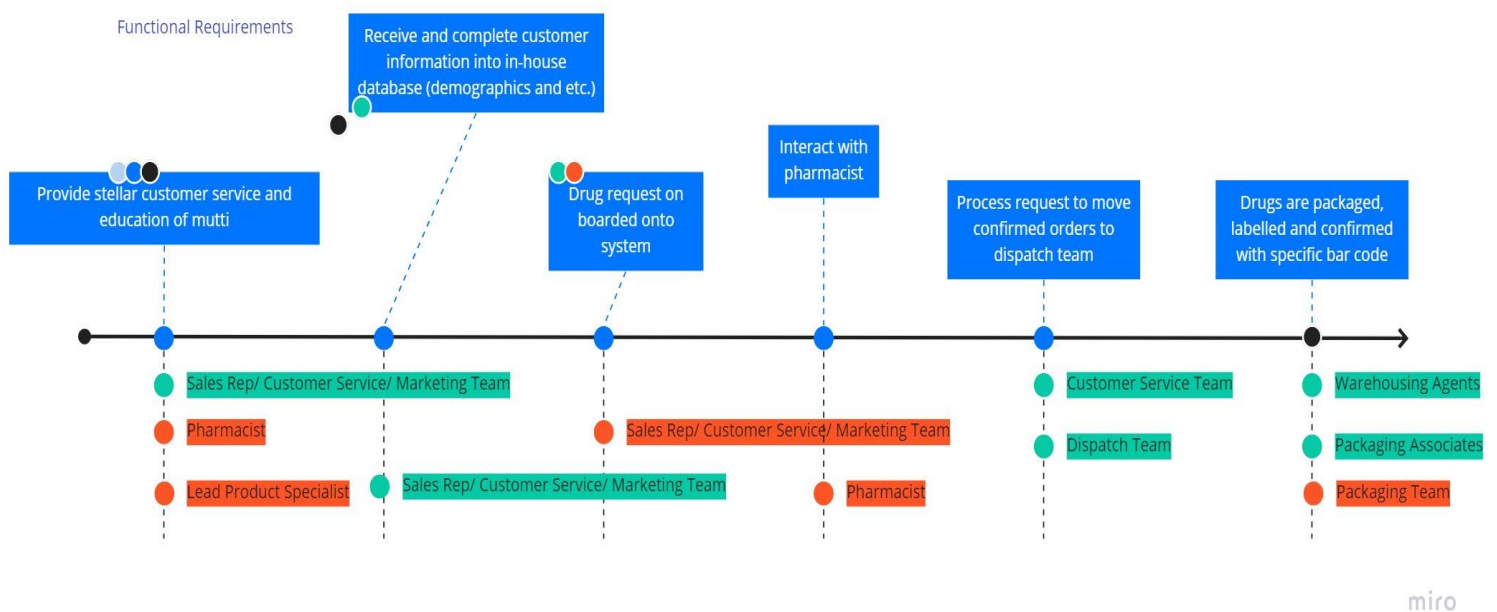 Functional Requirements
Receive and complete customer
information into in-house
database (demographics and etc.)
Provide stellar customer service and
education of mutti
Drug request on
boarded onto
system
Interact with
pharmacist
Process request to move
confirmed orders to
dispatch team
Drugs are packaged,
labelled and confirmed
with specific bar code
Sales Rep/ Customer Service/ Marketing Team
Pharmacist
Lead Product Specialist
Sales Rep/ Customer Service/ Marketing Team
Sales Rep/ Customer Service/ Marketing Team
Pharmacist
Customer Service Team
Dispatch Team
Warehousing Agents
Packaging Associates
Packaging Team
miro